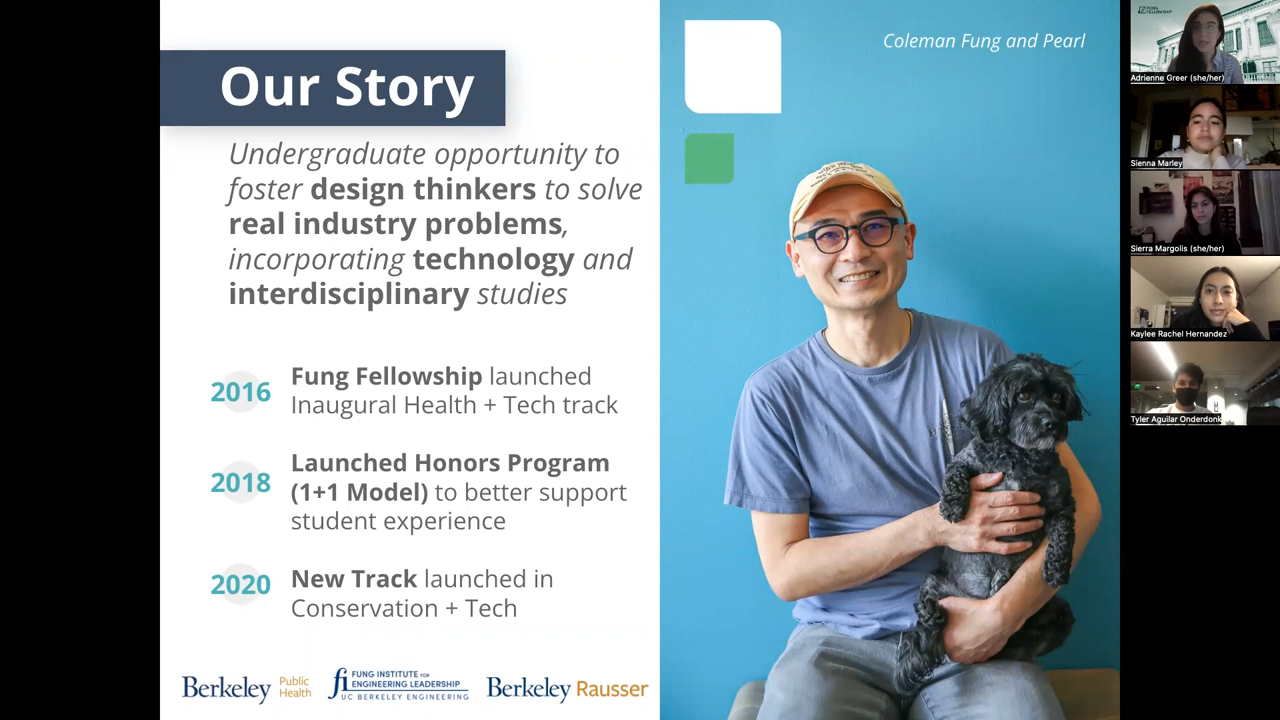 Our Story
Undergraduate opportunity to
foster design thinkers to solve
real industry problems,
incorporating technology and
interdisciplinary studies
2016
Fung Fellowship launched
Inaugural Health + Tech track
2018
Launched Honors Program
(1+1 Model) to better support
student experience
2020
New Track launched in
Conservation + Tech
Berkeley Public Health
fi FUNG INSTITUTE FOR
ENGINEERING LEADERSHIP
UC BERKELEY ENGINEERING
Berkeley Rausser
Coleman Fung and Pearl
FUNG
FELLOWSHIP
Adrienne Greer (she/her)
Sienna Marley
Sierra Margolis (she/her)
Kaylee Rachel Hernandez
Tyler Aguilar Onderdonk